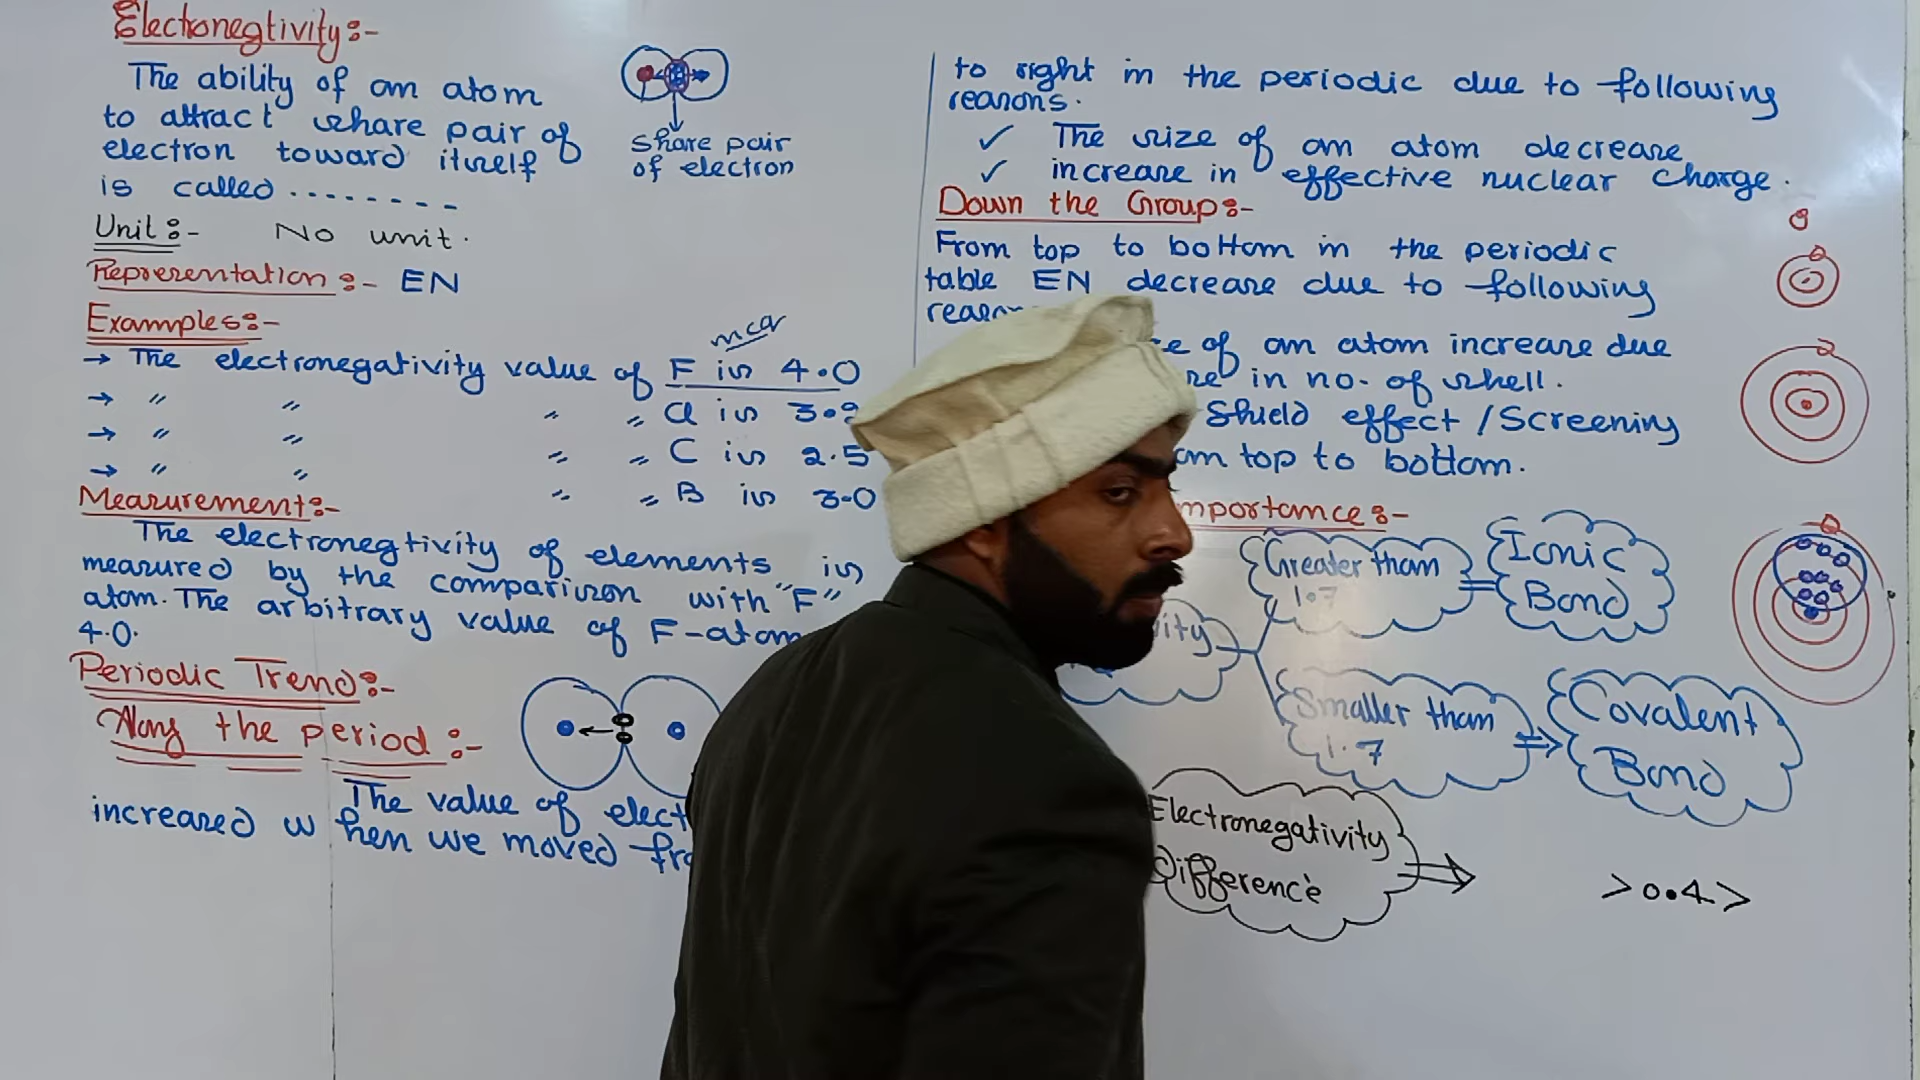 Electronegtivity:-
The ability of an atom
to attract share pair of
electron toward itself
is called ........
share pair
of electron
Unit:- No unit.
Representation:- EN
Examples:-
→ The electronegativity value of F is 4.0
→ " " " " Cl is
→ " " " " C is 2.5
→ " " " " B is 3.0
Measurement:-
The electronegtivity of elements is
measured by the comparison with "F"
atom. The arbitrary value of F-atom
4.0.
Periodic Trend:-
Along the period:-
The value of
increased when we moved
to right in the periodic due to following
reasons.
✓ The size of an atom decrease
✓ increase in effective nuclear charge.
Down the Group:-
From top to bottom in the periodic
table EN decrease due to following
of an atom increase due
in no. of shell.
Shield effect / Screening
top to bottom.
Greater than
1.7
Ionic
Bond
Smaller than
1.7
Covalent
Bond
Electronegativity
Difference
>0.4>